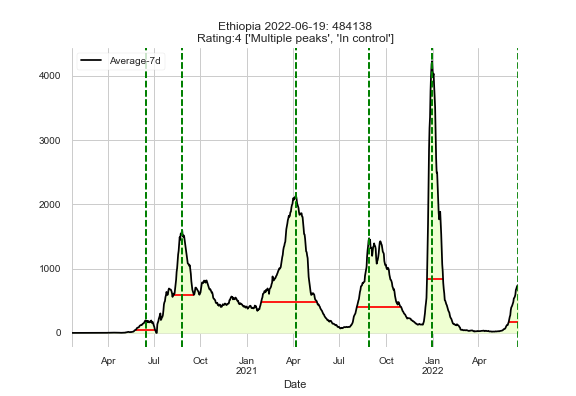 Ethiopia 2022-06-19: 484138
Rating:4 ['Multiple peaks', 'In control']
Average-7d
4000
3000
2000
1000
0
Apr Jul Oct Jan Apr Jul Oct Jan Apr
2021 2022
Date